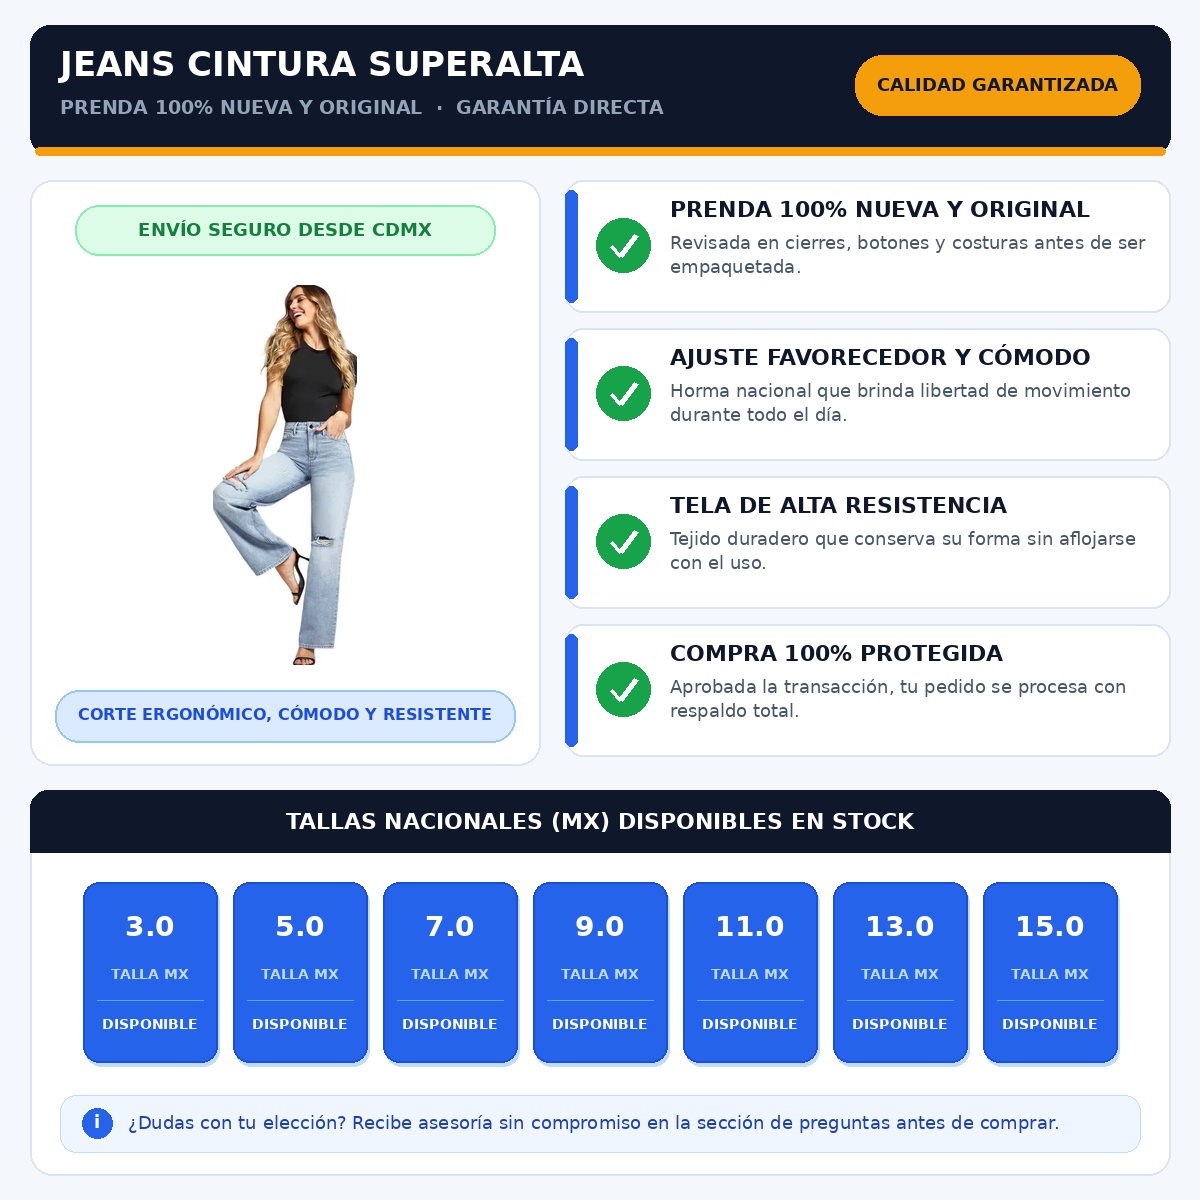 JEANS CINTURA SUPERALTA
PRENDA 100% NUEVA Y ORIGINAL · GARANTÍA DIRECTA
CALIDAD GARANTIZADA
ENVÍO SEGURO DESDE CDMX
CORTE ERGONÓMICO, CÓMODO Y RESISTENTE
PRENDA 100% NUEVA Y ORIGINAL
Revisada en cierres, botones y costuras antes de ser
empaquetada.
AJUSTE FAVORECEDOR Y CÓMODO
Horma nacional que brinda libertad de movimiento
durante todo el día.
TELA DE ALTA RESISTENCIA
Tejido duradero que conserva su forma sin aflojarse
con el uso.
COMPRA 100% PROTEGIDA
Aprobada la transacción, tu pedido se procesa con
respaldo total.
TALLAS NACIONALES (MX) DISPONIBLES EN STOCK
3.0
TALLA MX
DISPONIBLE
5.0
TALLA MX
DISPONIBLE
7.0
TALLA MX
DISPONIBLE
9.0
TALLA MX
DISPONIBLE
11.0
TALLA MX
DISPONIBLE
13.0
TALLA MX
DISPONIBLE
15.0
TALLA MX
DISPONIBLE
i ¿Dudas con tu elección? Recibe asesoría sin compromiso en la sección de preguntas antes de comprar.